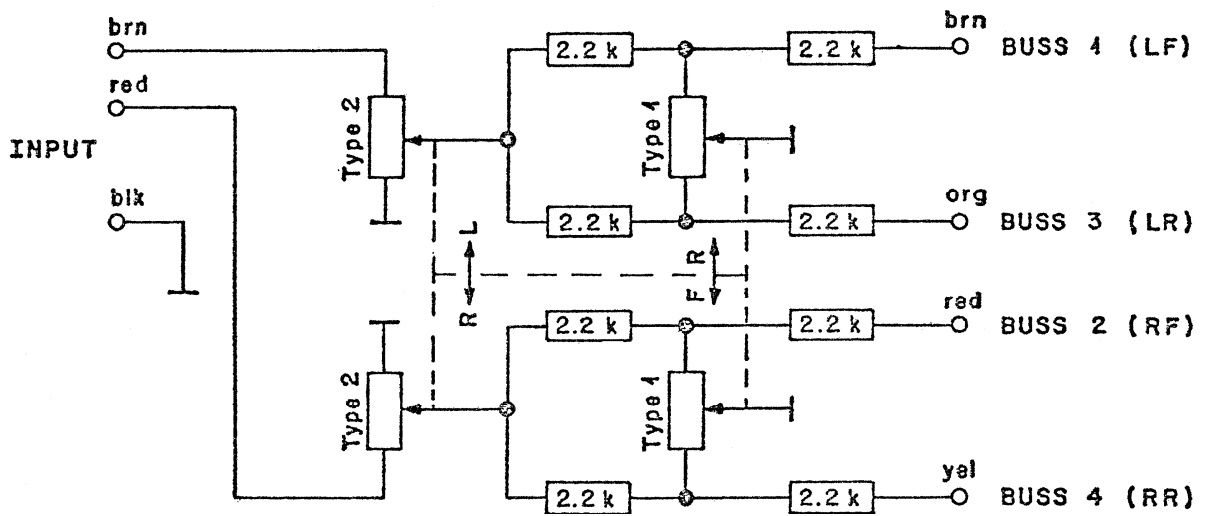 brn
red
INPUT
blk
Type 2
2.2 k
2.2 k
brn
BUSS 1 (LF)
Type 1
2.2 k
2.2 k
org
BUSS 3 (LR)
R L
F R
2.2 k
2.2 k
red
BUSS 2 (RF)
Type 2
Type 1
2.2 k
2.2 k
yel
BUSS 4 (RR)